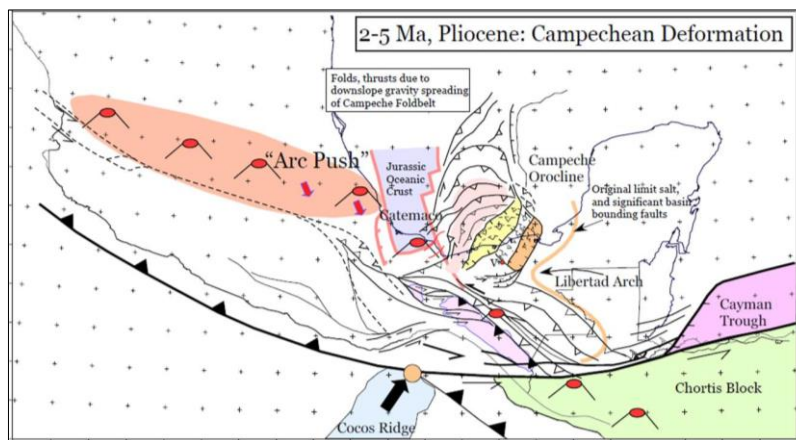 2-5 Ma, Pliocene: Campechean Deformation
Folds, thrusts due to
downslope gravity spreading
of Campeche Foldbelt
"Arc Push"
Jurassic
Oceanic
Crust
Catemaco
Campeche
Orocline
Original limit salt,
and significant basin
bounding faults
Libertad Arch
Cayman
Trough
Chortis Block
Cocos Ridge